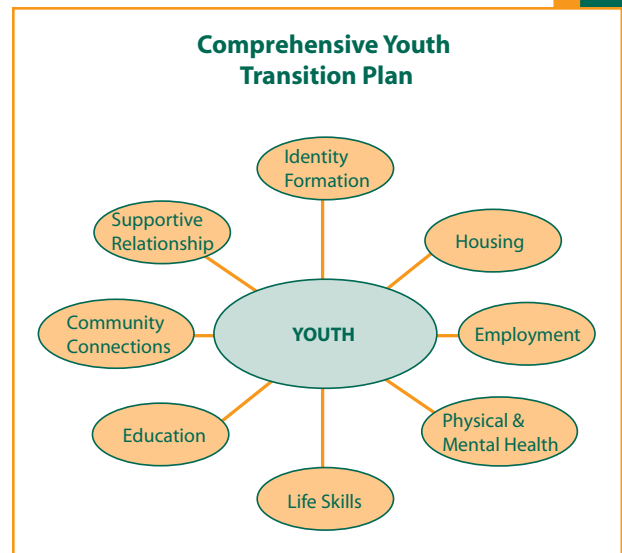 Comprehensive Youth
Transition Plan
Identity
Formation
Supportive
Relationship
Housing
Community
Connections
YOUTH
Employment
Education
Physical &
Mental Health
Life Skills